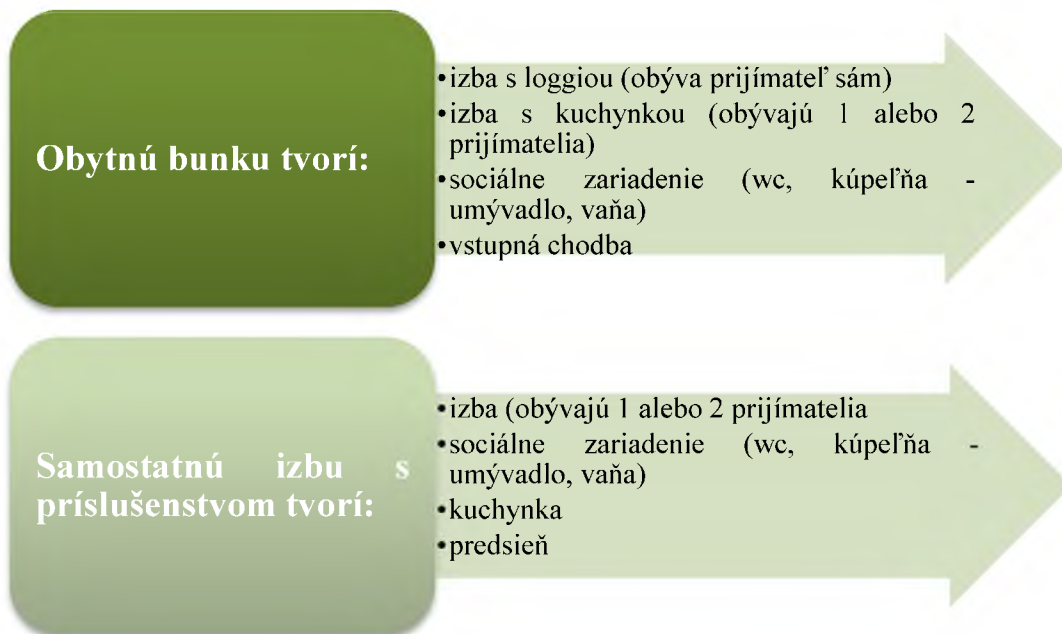 Obytnú bunku tvorí:
•izba s loggiou (obýva prijímateľ sám)
•izba s kuchynkou (obývajú 1 alebo 2
prijímatelia)
•sociálne zariadenie (wc, kúpeľňa -
umývadlo, vaňa)
•vstupná chodba
Samostatnú izbu s
príslušenstvom tvorí:
•izba (obývajú 1 alebo 2 prijímatelia
•sociálne zariadenie (wc, kúpeľňa -
umývadlo, vaňa)
•kuchynka
•predsieň